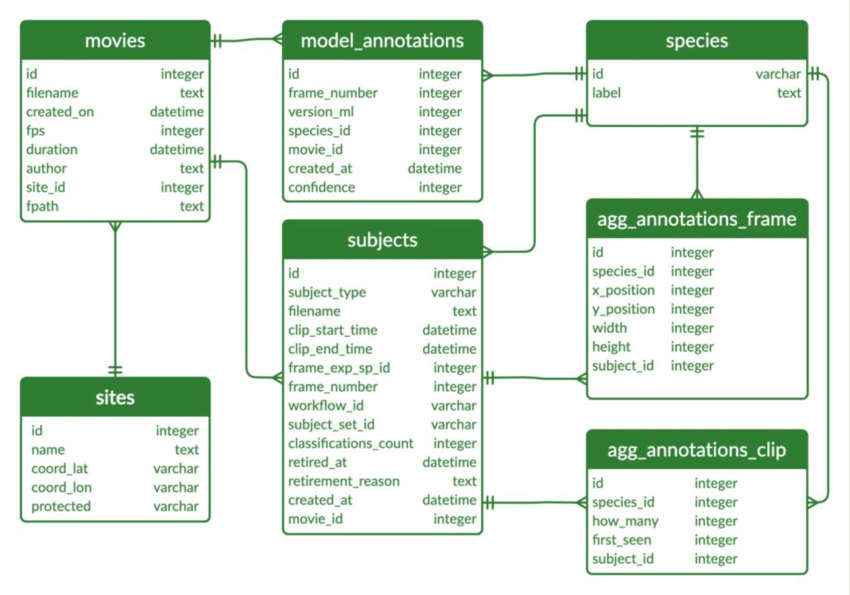 movies
id integer
filename text
created_on datetime
fps integer
duration datetime
author text
site_id integer
fpath text
model_annotations
id integer
frame_number integer
version_ml integer
species_id integer
movie_id integer
created_at datetime
confidence integer
species
id varchar
label text
sites
id integer
name text
coord_lat varchar
coord_lon varchar
protected varchar
subjects
id integer
subject_type varchar
filename text
clip_start_time datetime
clip_end_time datetime
frame_exp_sp_id integer
frame_number integer
workflow_id varchar
subject_set_id varchar
classifications_count integer
retired_at datetime
retirement_reason text
created_at datetime
movie_id integer
agg_annotations_frame
id integer
species_id integer
x_position integer
y_position integer
width integer
height integer
subject_id integer
agg_annotations_clip
id integer
species_id integer
how_many integer
first_seen integer
subject_id integer